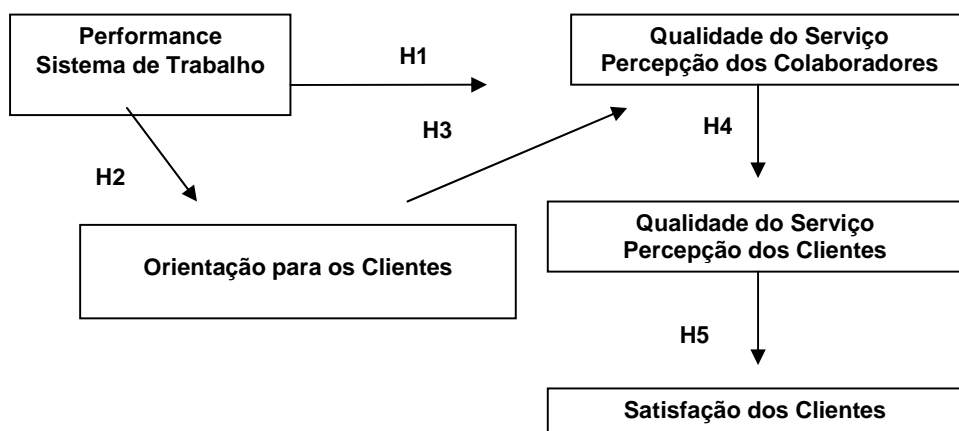 Performance
Sistema de Trabalho
H1
Qualidade do Serviço
Percepção dos Colaboradores
H3
H4
H2
Qualidade do Serviço
Percepção dos Clientes
Orientação para os Clientes
H5
Satisfação dos Clientes